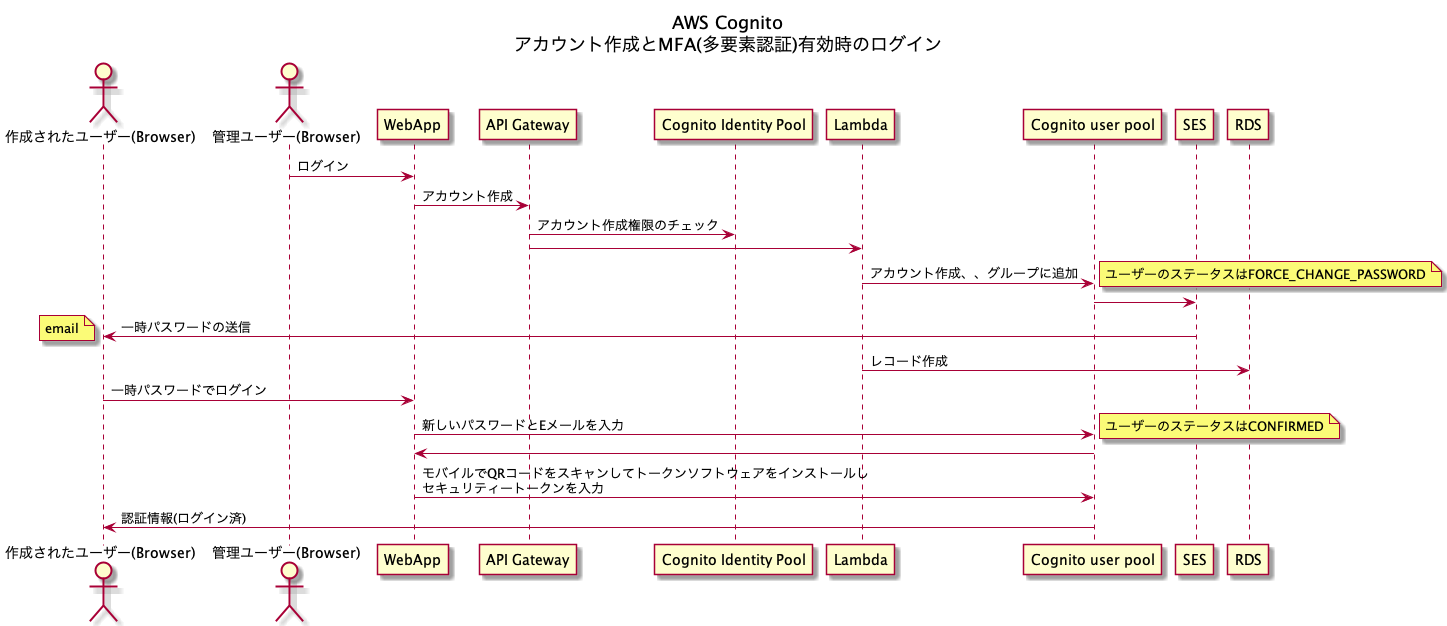 AWS Cognito
アカウント作成とMFA(多要素認証)有効時のログイン
作成されたユーザー(Browser)
管理ユーザー(Browser)
WebApp
API Gateway
Cognito Identity Pool
Lambda
Cognito user pool
SES
RDS
ログイン
アカウント作成
アカウント作成権限のチェック
アカウント作成、、グループに追加
ユーザーのステータスはFORCE_CHANGE_PASSWORD
email
一時パスワードの送信
レコード作成
一時パスワードでログイン
新しいパスワードとEメールを入力
ユーザーのステータスはCONFIRMED
モバイルでQRコードをスキャンしてトークンソフトウェアをインストールし
セキュリティートークンを入力
認証情報(ログイン済)
作成されたユーザー(Browser)
管理ユーザー(Browser)
WebApp
API Gateway
Cognito Identity Pool
Lambda
Cognito user pool
SES
RDS